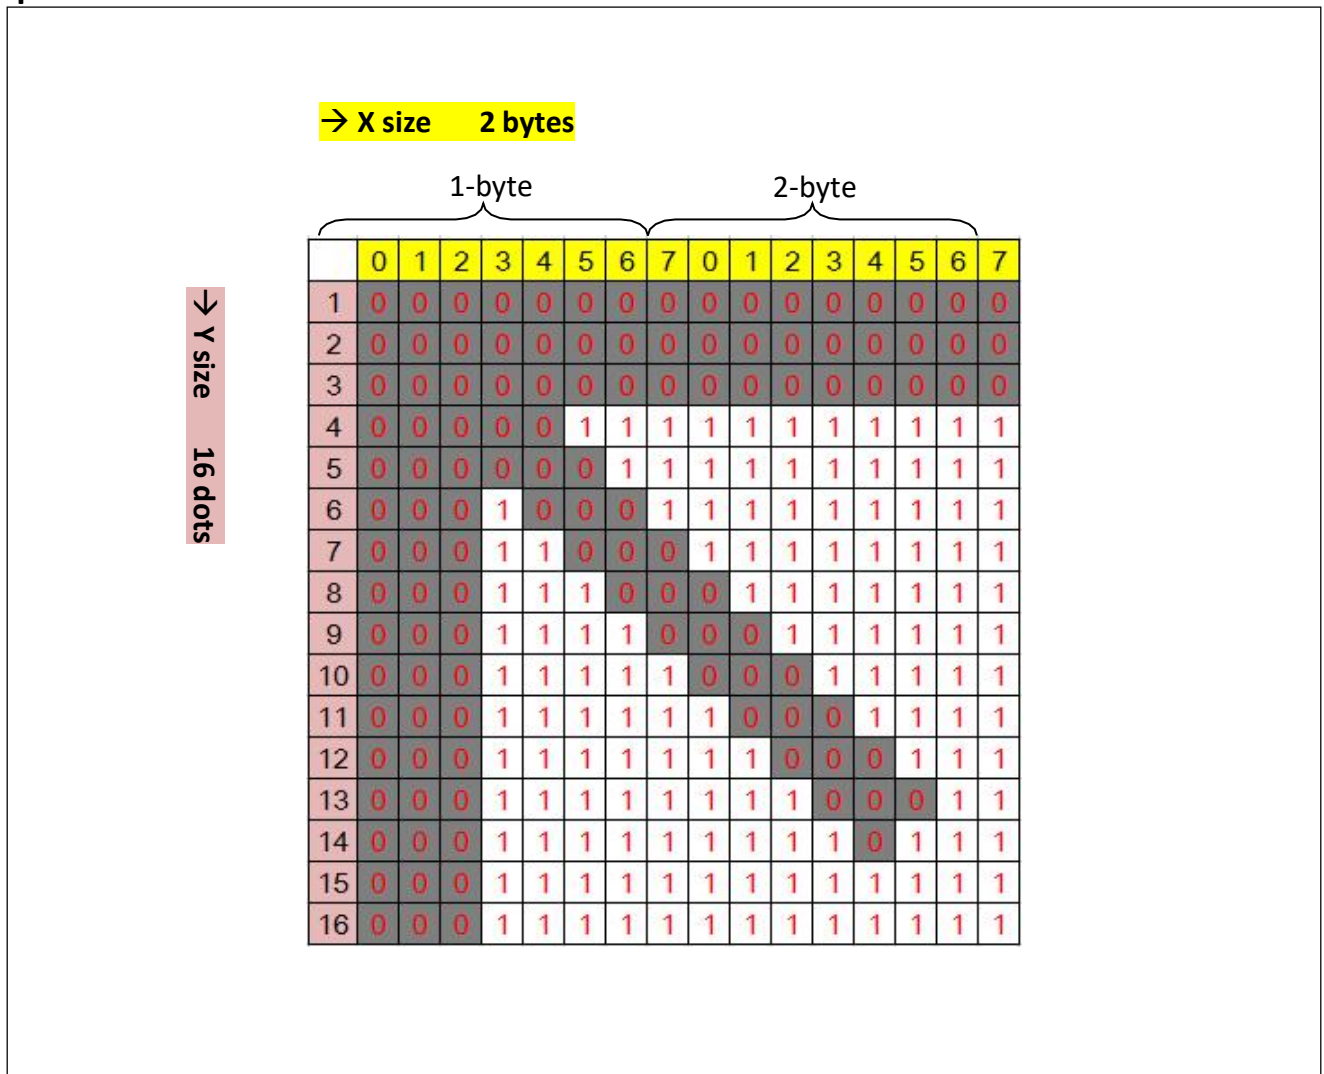 → X size 2 bytes
1-byte 2-byte
0 1 2 3 4 5 6 7 0 1 2 3 4 5 6 7
→ Y size 16 dots
1 0 0 0 0 0 0 0 0 0 0 0 0 0 0 0 0
2 0 0 0 0 0 0 0 0 0 0 0 0 0 0 0 0
3 0 0 0 0 0 0 0 0 0 0 0 0 0 0 0 0
4 0 0 0 0 0 1 1 1 1 1 1 1 1 1 1 1
5 0 0 0 0 0 0 1 1 1 1 1 1 1 1 1 1
6 0 0 0 1 0 0 0 1 1 1 1 1 1 1 1 1
7 0 0 0 1 1 0 0 0 1 1 1 1 1 1 1 1
8 0 0 0 1 1 1 0 0 0 1 1 1 1 1 1 1
9 0 0 0 1 1 1 1 0 0 0 1 1 1 1 1 1
10 0 0 0 1 1 1 1 1 0 0 0 1 1 1 1 1
11 0 0 0 1 1 1 1 1 1 0 0 0 1 1 1 1
12 0 0 0 1 1 1 1 1 1 1 0 0 0 1 1 1
13 0 0 0 1 1 1 1 1 1 1 1 0 0 0 1 1
14 0 0 0 1 1 1 1 1 1 1 1 1 0 1 1 1
15 0 0 0 1 1 1 1 1 1 1 1 1 1 1 1 1
16 0 0 0 1 1 1 1 1 1 1 1 1 1 1 1 1